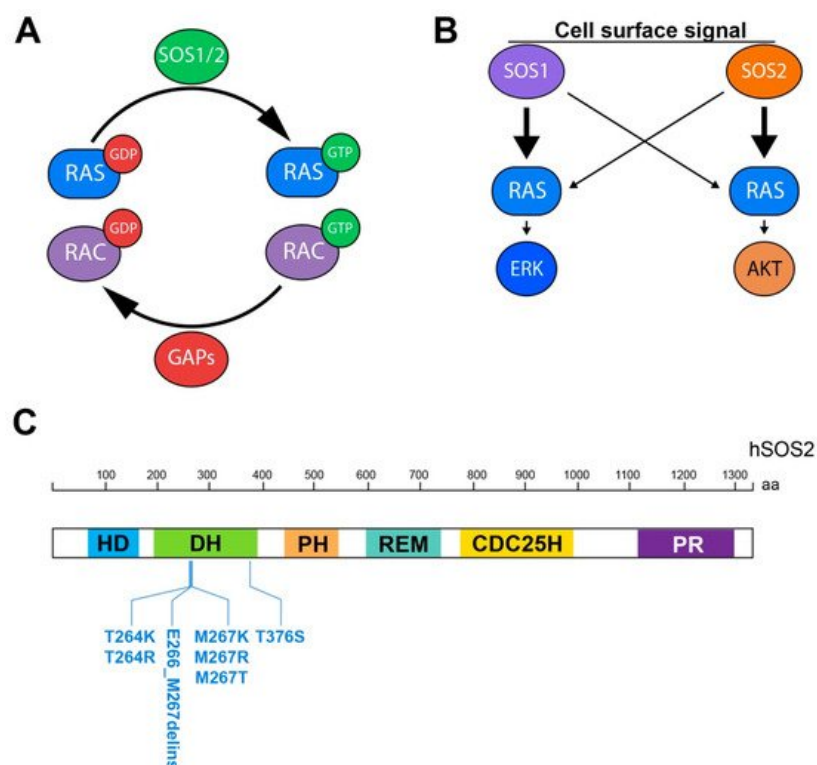 A
SOS1/2
RAS GDP
RAS GTP
RAC GDP
RAC GTP
GAPs
B
Cell surface signal
SOS1 SOS2
RAS RAS
ERK AKT
C
hSOS2
100 200 300 400 500 600 700 800 900 1000 1100 1200 1300
aa
HD DH PH REM CDC25H PR
T264K
T264R
E266_M267delins
M267K
M267R
M267T
T376S